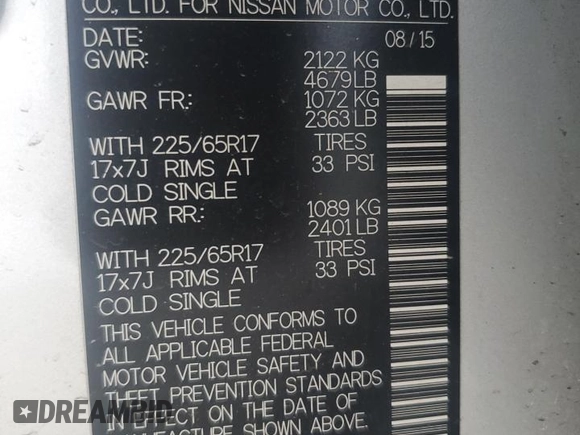 CO., LTD. FOR NISSAN MOTOR CO., LTD.
DATE: 08/15
GVWR: 2122 KG
4679LB
GAWR FR: 1072 KG
2363LB
WITH 225/65R17 TIRES
17x7J RIMS AT 33 PSI
COLD SINGLE
GAWR RR: 1089 KG
2401LB
WITH 225/65R17 TIRES
17x7J RIMS AT 33 PSI
COLD SINGLE
THIS VEHICLE CONFORMS TO
ALL APPLICABLE FEDERAL
MOTOR VEHICLE SAFETY AND
THEFT PREVENTION STANDARDS
IN EFFECT ON THE DATE OF
MANUFACTURE SHOWN ABOVE.
DREAMBID